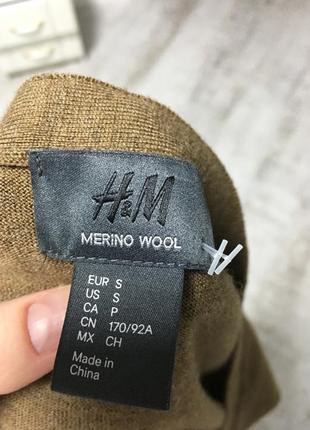 H&M
MERINO WOOL
EUR S
US S
CA P
CN 170/92A
MX CH
Made in
China